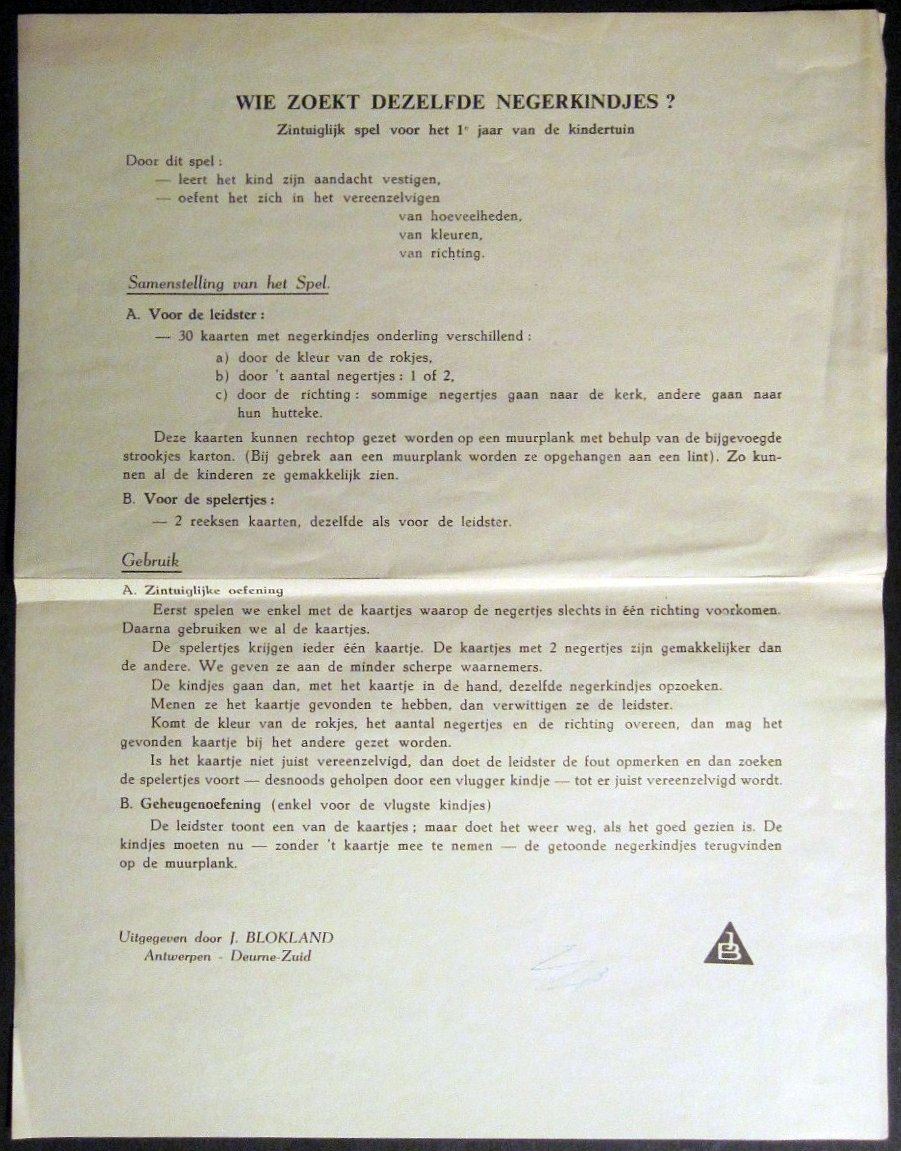 WIE ZOEKT DEZELFDE NEGERKINDJES ?
Zintuiglijk spel voor het 1e jaar van de kindertuin
Door dit spel :
— leert het kind zijn aandacht vestigen,
— oefent het zich in het vereenzelvigen
van hoeveelheden,
van kleuren,
van richting.
Samenstelling van het Spel.
A. Voor de leidster :
— 30 kaarten met negerkindjes onderling verschillend :
a) door de kleur van de rokjes,
b) door 't aantal negertjes : 1 of 2,
c) door de richting : sommige negertjes gaan naar de kerk, andere gaan naar
hun hutteke.
Deze kaarten kunnen rechtop gezet worden op een muurplank met behulp van de bijgevoegde
strookjes karton. (Bij gebrek aan een muurplank worden ze opgehangen aan een lint). Zo kun-
nen al de kinderen ze gemakkelijk zien.
B. Voor de spelertjes :
— 2 reeksen kaarten, dezelfde als voor de leidster.
Gebruik
A. Zintuiglijke oefening
Eerst spelen we enkel met de kaartjes waarop de negertjes slechts in één richting voorkomen.
Daarna gebruiken we al de kaartjes.
De spelertjes krijgen ieder één kaartje. De kaartjes met 2 negertjes zijn gemakkelijker dan
de andere. We geven ze aan de minder scherpe waarnemers.
De kindjes gaan dan, met het kaartje in de hand, dezelfde negerkindjes opzoeken.
Menen ze het kaartje gevonden te hebben, dan verwittigen ze de leidster.
Komt de kleur van de rokjes, het aantal negertjes en de richting overeen, dan mag het
gevonden kaartje bij het andere gezet worden.
Is het kaartje niet juist vereenzelvigd, dan doet de leidster de fout opmerken en dan zoeken
de spelertjes voort — desnoods geholpen door een vlugger kindje — tot er juist vereenzelvigd wordt.
B. Geheugenoefening (enkel voor de vlugste kindjes)
De leidster toont een van de kaartjes ; maar doet het weer weg, als het goed gezien is. De
kindjes moeten nu — zonder 't kaartje mee te nemen — de getoonde negerkindjes terugvinden
op de muurplank.
Uitgegeven door J. BLOKLAND
Antwerpen - Deurne-Zuid
JB